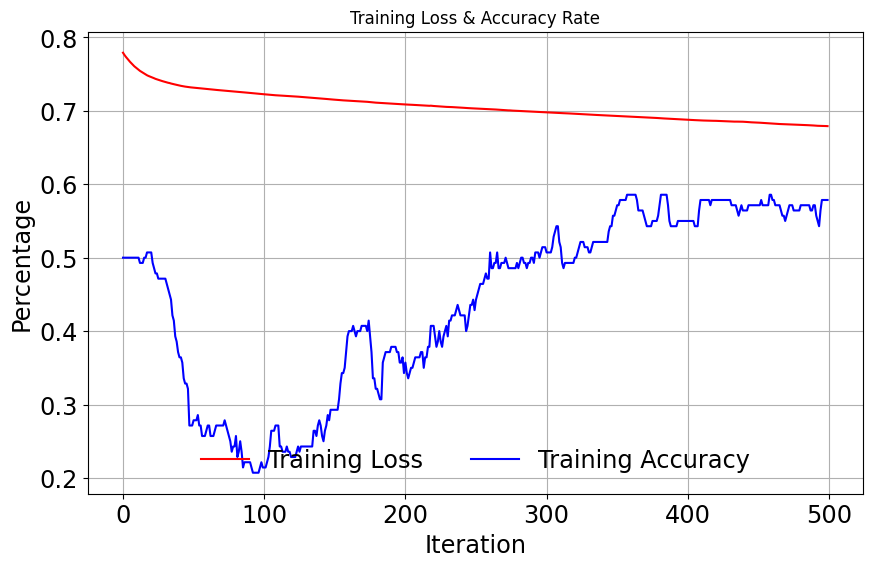 Training Loss & Accuracy Rate
0.8
0.7
0.6
0.5
0.4
0.3
0.2
Percentage
Training Loss Training Accuracy
0 100 200 300 400 500
Iteration